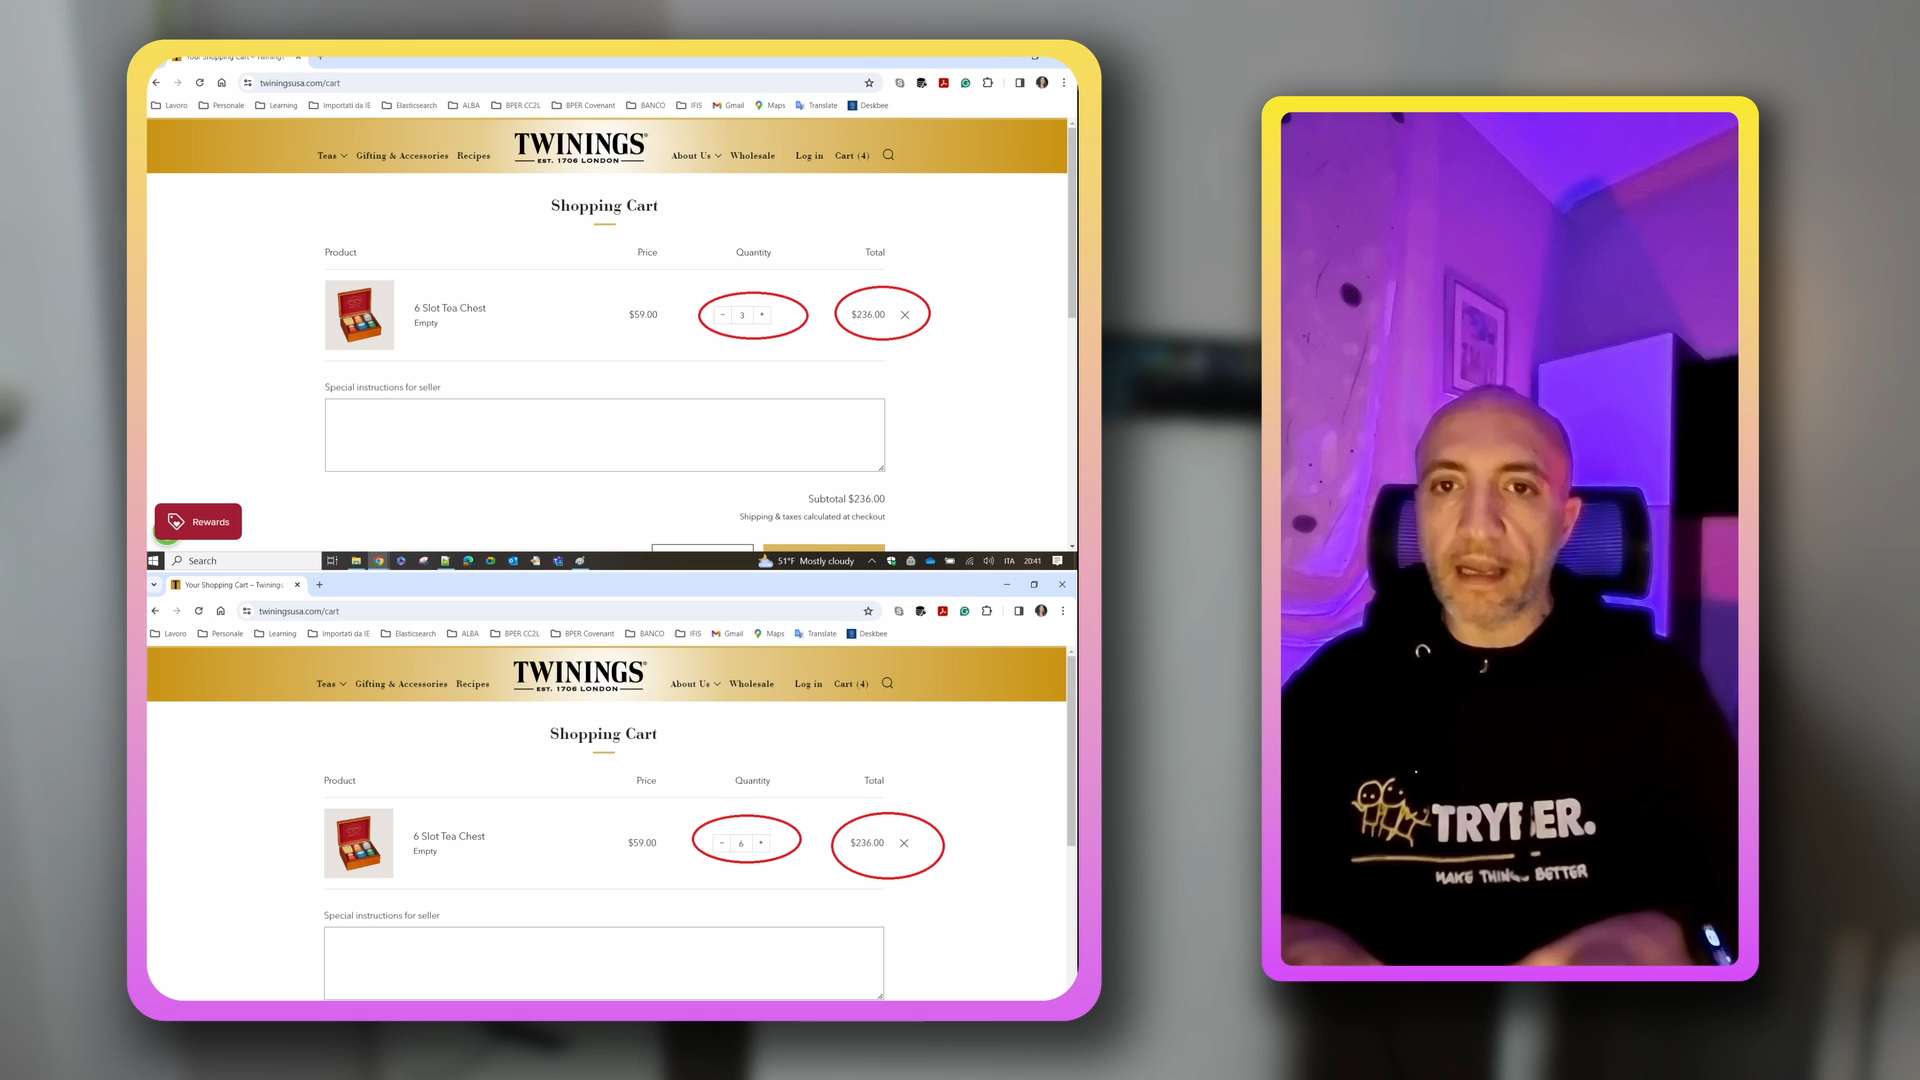 Your Shopping Cart – Twinings
twiningsusa.com/cart
Lavoro Personale Learning Importati da IE Elasticsearch ALBA BPER CC2L BPER Covenant BANCO IFIS Gmail Maps Translate Deskbee
Teas Gifting & Accessories Recipes TWININGS® About Us Wholesale Log in Cart (4)
EST. 1706 LONDON
Shopping Cart
Product Price Quantity Total
6 Slot Tea Chest
Empty
$59.00 − 3 + $236.00
Special instructions for seller
Subtotal $236.00
Shipping & taxes calculated at checkout
Rewards
Search 51°F Mostly cloudy ITA 20:41
Your Shopping Cart – Twinings
twiningsusa.com/cart
Lavoro Personale Learning Importati da IE Elasticsearch ALBA BPER CC2L BPER Covenant BANCO IFIS Gmail Maps Translate Deskbee
Teas Gifting & Accessories Recipes TWININGS® About Us Wholesale Log in Cart (4)
EST. 1706 LONDON
Shopping Cart
Product Price Quantity Total
6 Slot Tea Chest
Empty
$59.00 − 6 + $236.00
Special instructions for seller
MAKE BETTER